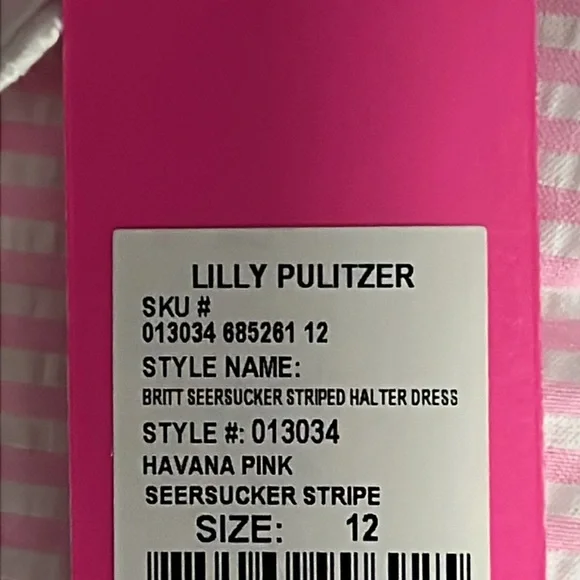 LILLY PULITZER
SKU #
013034 685261 12
STYLE NAME:
BRITT SEERSUCKER STRIPED HALTER DRESS
STYLE #: 013034
HAVANA PINK
SEERSUCKER STRIPE
SIZE: 12